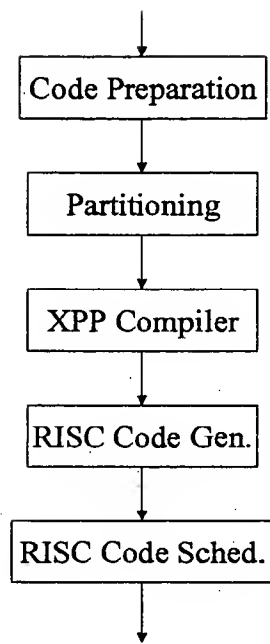 Code Preparation
Partitioning
XPP Compiler
RISC Code Gen.
RISC Code Sched.